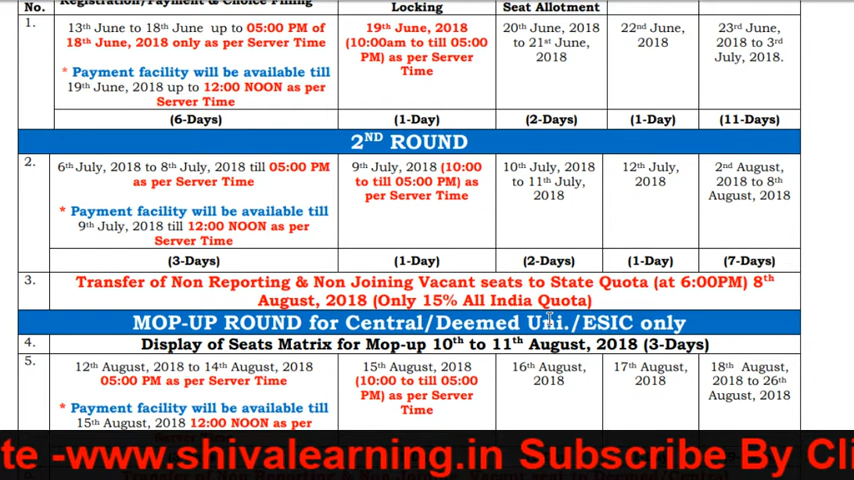 No.
Registration/Payment & Choice Filling
Locking
Seat Allotment
1.
13th June to 18th June up to 05:00 PM of
18th June, 2018 only as per Server Time
* Payment facility will be available till
19th June, 2018 up to 12:00 NOON as per
Server Time
19th June, 2018
(10:00am to till 05:00
PM) as per Server
Time
20th June, 2018
to 21st June,
2018
22nd June,
2018
23rd June,
2018 to 3rd
July, 2018.
(6-Days)
(1-Day)
(2-Days)
(1-Day)
(11-Days)
2ND ROUND
2.
6th July, 2018 to 8th July, 2018 till 05:00 PM
as per Server Time
* Payment facility will be available till
9th July, 2018 till 12:00 NOON as per
Server Time
9th July, 2018 (10:00
to till 05:00 PM) as
per Server Time
10th July, 2018
to 11th July,
2018
12th July,
2018
2nd August,
2018 to 8th
August, 2018
(3-Days)
(1-Day)
(2-Days)
(1-Day)
(7-Days)
3.
Transfer of Non Reporting & Non Joining Vacant seats to State Quota (at 6:00PM) 8th
August, 2018 (Only 15% All India Quota)
MOP-UP ROUND for Central/Deemed Uni./ESIC only
4.
Display of Seats Matrix for Mop-up 10th to 11th August, 2018 (3-Days)
5.
12th August, 2018 to 14th August, 2018
05:00 PM as per Server Time
* Payment facility will be available till
15th August, 2018 12:00 NOON as per
15th August, 2018
(10:00 to till 05:00
PM) as per Server
Time
16th August,
2018
17th August,
2018
18th August,
2018 to 26th
August, 2018
te -www.shivalearning.in Subscribe By Cli